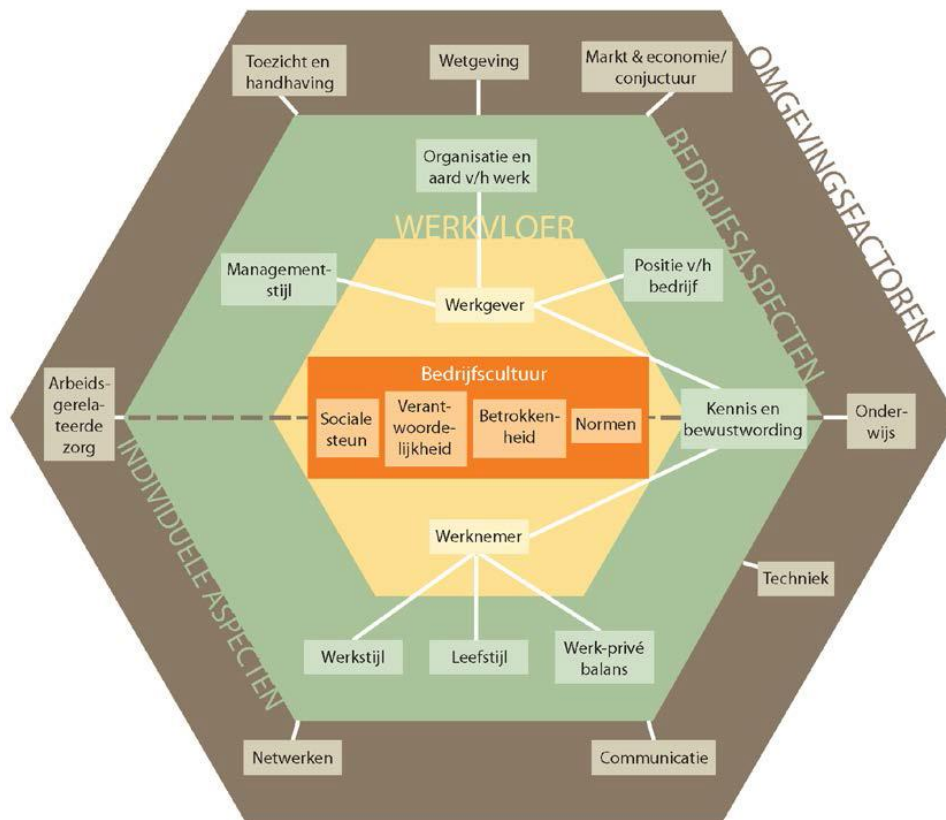 Toezicht en
handhaving
Wetgeving
Markt & economie/
conjuctuur
OMGEVINGSFACTOREN
BEDRIJFSASPECTEN
Organisatie en
aard v/h werk
WERKVLOER
Management-
stijl
Positie v/h
bedrijf
Werkgever
Bedrijfscultuur
Arbeids-
gerela-
teerde
zorg
Sociale
steun
Verant-
woorde-
lijkheid
Betrokken-
heid
Normen
Kennis en
bewustwording
Onder-
wijs
INDIVIDUELE ASPECTEN
Werknemer
Techniek
Werkstijl
Leefstijl
Werk-privé
balans
Netwerken
Communicatie